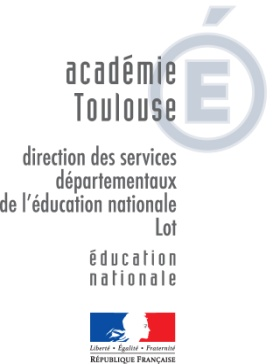 académie
Toulouse
É
direction des services
départementaux
de l'éducation nationale
Lot
éducation
nationale
Liberté • Égalité • Fraternité
RÉPUBLIQUE FRANÇAISE